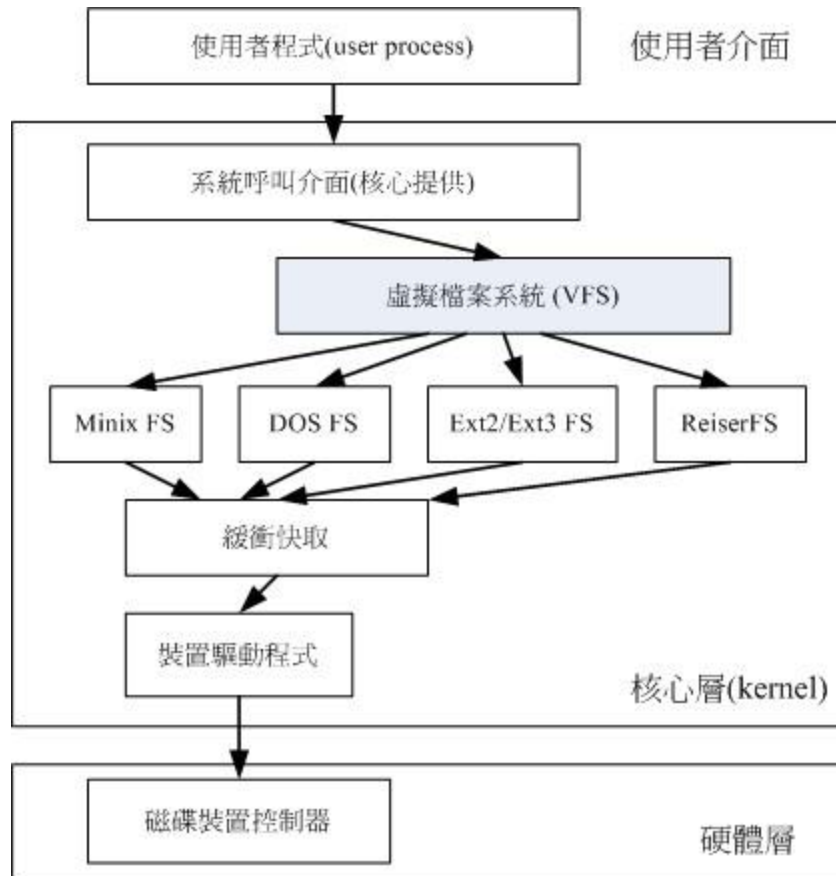 使用者程式(user process)
使用者介面
系統呼叫介面(核心提供)
虛擬檔案系統 (VFS)
Minix FS
DOS FS
Ext2/Ext3 FS
ReiserFS
緩衝快取
裝置驅動程式
核心層(kernel)
磁碟裝置控制器
硬體層